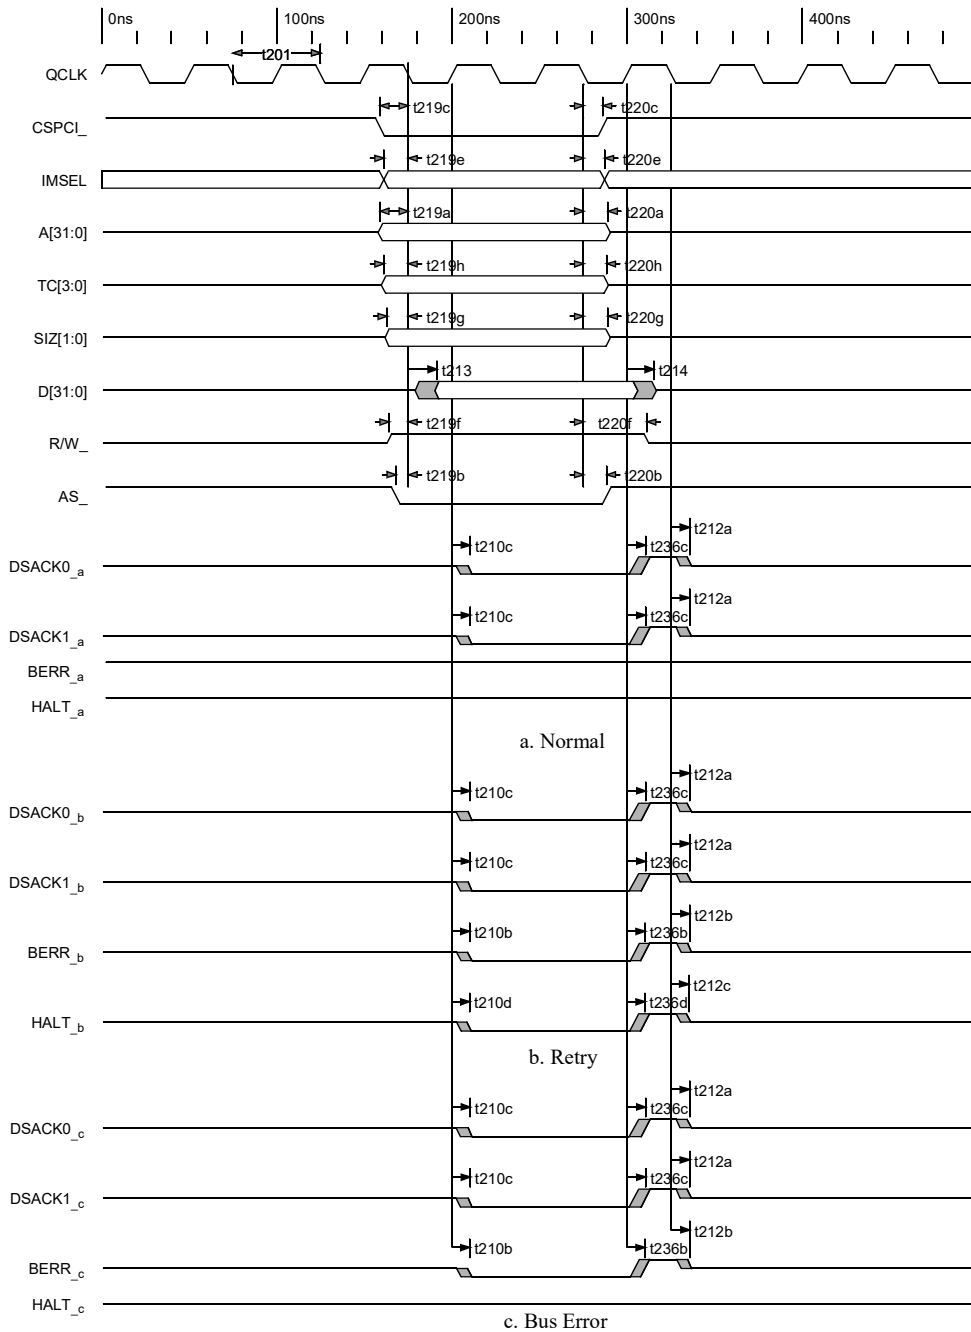 0ns 100ns 200ns 300ns 400ns
t201
QCLK
t219c t220c
CSPCI_
t219e t220e
IMSEL
t219a t220a
A[31:0]
t219h t220h
TC[3:0]
t219g t220g
SIZ[1:0]
t213 t214
D[31:0]
t219f t220f
R/W_
t219b t220b
AS_
t212a
t210c t236c
DSACK0_a
t212a
t210c t236c
DSACK1_a
BERR_a
HALT_a
a. Normal
t212a
t210c t236c
DSACK0_b
t212a
t210c t236c
DSACK1_b
t212b
t210b t236b
BERR_b
t212c
t210d t236d
HALT_b
b. Retry
t212a
t210c t236c
DSACK0_c
t212a
t210c t236c
DSACK1_c
t212b
t210b t236b
BERR_c
HALT_c
c. Bus Error